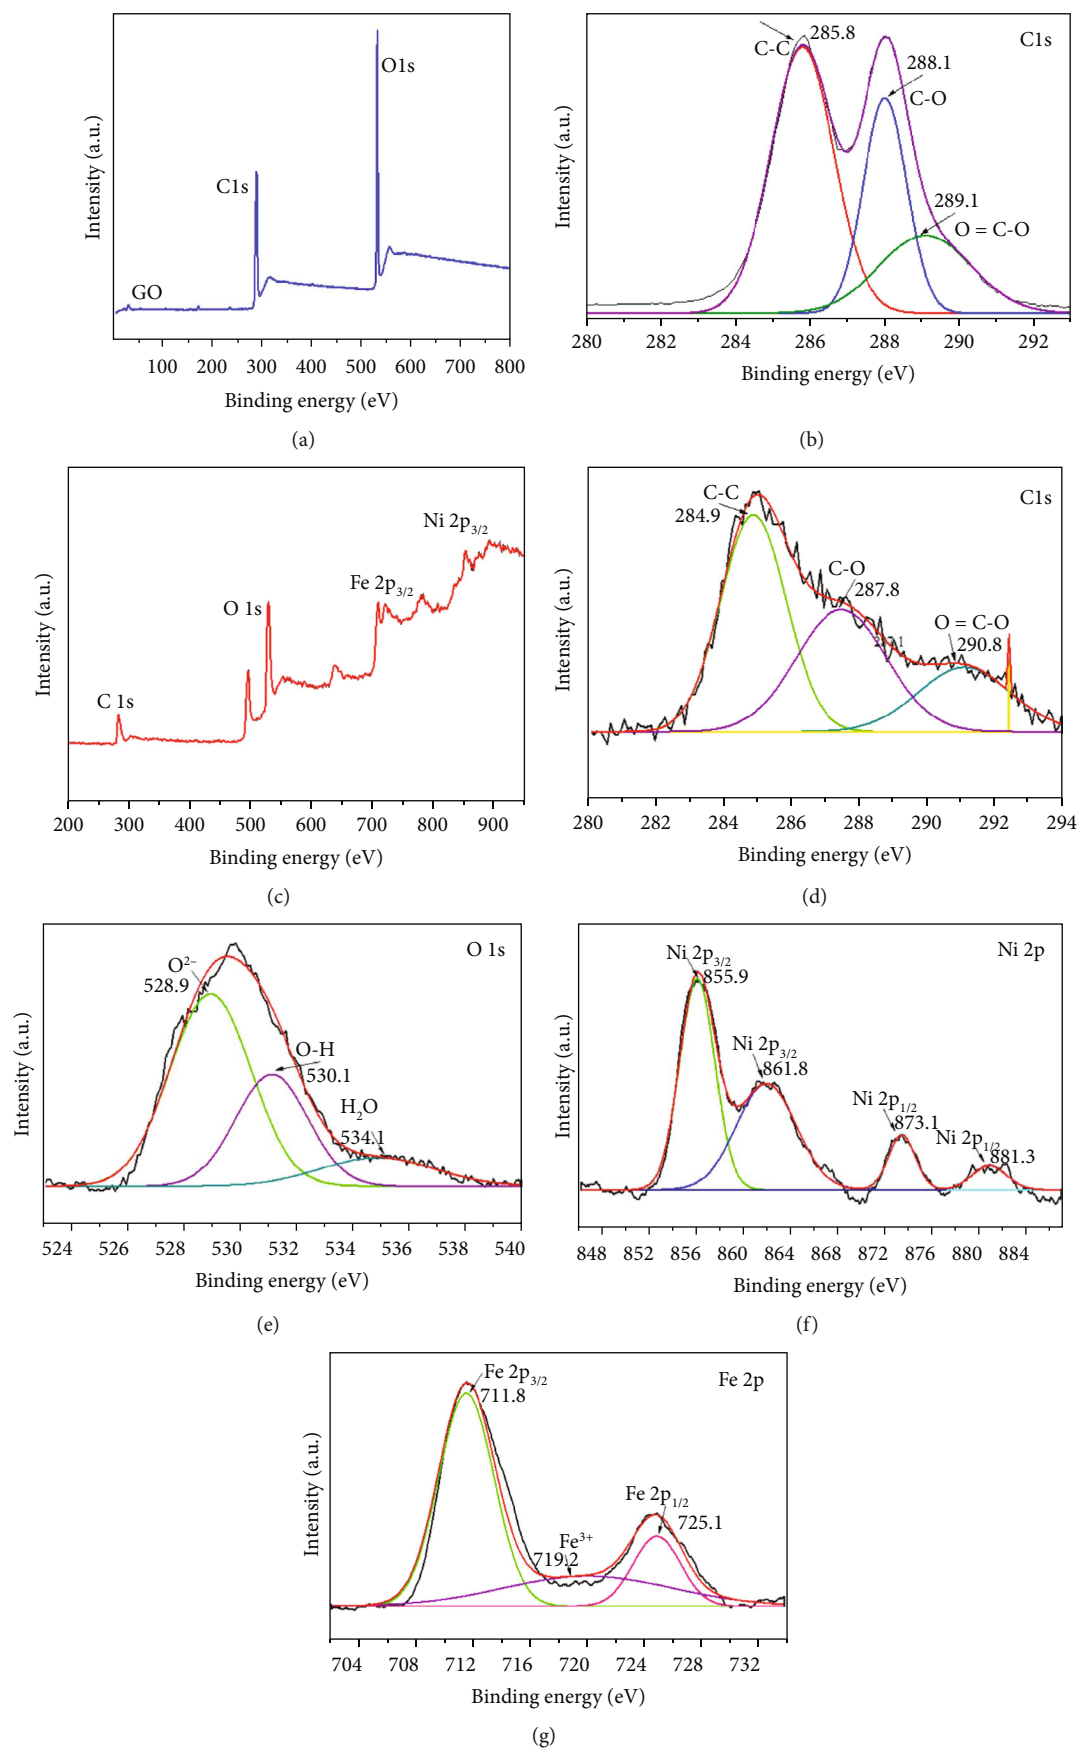 O1s
C1s
GO
Intensity (a.u.)
100 200 300 400 500 600 700 800
Binding energy (eV)
(a)
C1s
285.8
C-C
288.1
C-O
289.1
O = C-O
Intensity (a.u.)
280 282 284 286 288 290 292
Binding energy (eV)
(b)
Ni 2p3/2
Fe 2p3/2
O 1s
C 1s
Intensity (a.u.)
200 300 400 500 600 700 800 900
Binding energy (eV)
(c)
C1s
C-C
284.9
C-O
287.8
O = C-O
290.8
Intensity (a.u.)
280 282 284 286 288 290 292 294
Binding energy (eV)
(d)
O 1s
O2−
528.9
O-H
530.1
H2O
534.1
Intensity (a.u.)
524 526 528 530 532 534 536 538 540
Binding energy (eV)
(e)
Ni 2p
Ni 2p3/2
855.9
Ni 2p3/2
861.8
Ni 2p1/2
873.1
Ni 2p1/2
881.3
Intensity (a.u.)
848 852 856 860 864 868 872 876 880 884
Binding energy (eV)
(f)
Fe 2p
Fe 2p3/2
711.8
Fe 2p1/2
725.1
Fe3+
719.2
Intensity (a.u.)
704 708 712 716 720 724 728 732
Binding energy (eV)
(g)